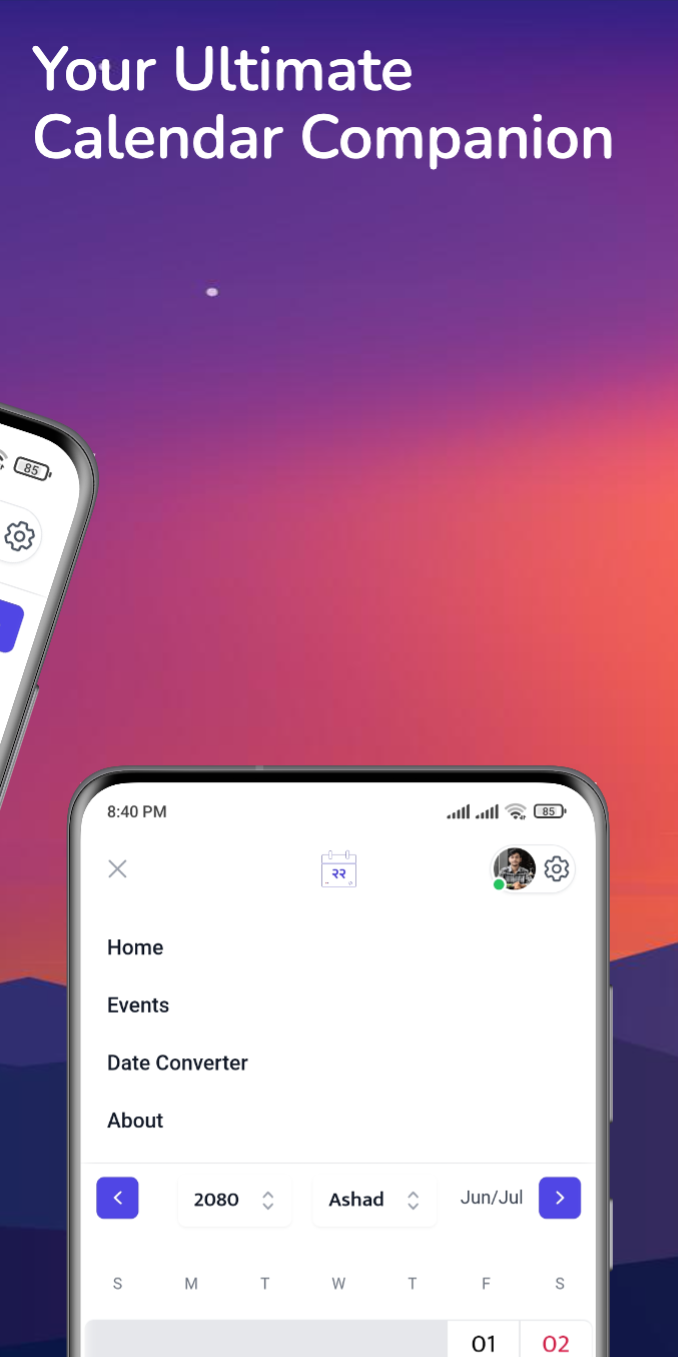 Your Ultimate
Calendar Companion
85
8:40 PM 85
२२
Home
Events
Date Converter
About
2080 Ashad Jun/Jul
S M T W T F S
01 02